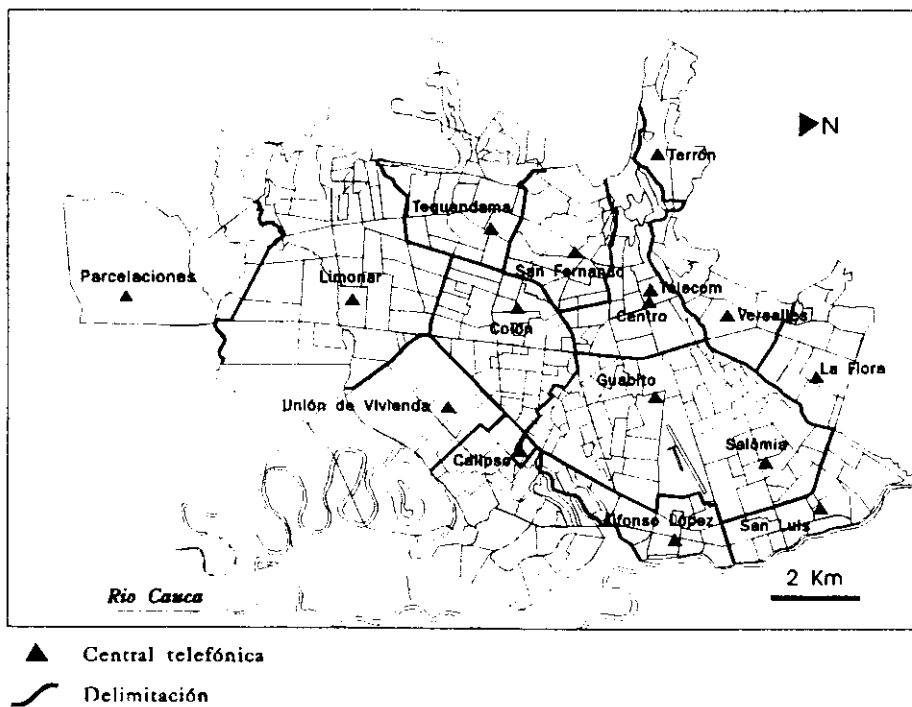 N
Terrón
Tequendama
San Fernando
Parcelaciones
Limonar
Telecom
Centro
Colón
Versalles
La Flora
Guabito
Unión de Vivienda
Salómia
Calipso
Alfonso López
San Luis
2 Km
Río Cauca
Central telefónica
Delimitación